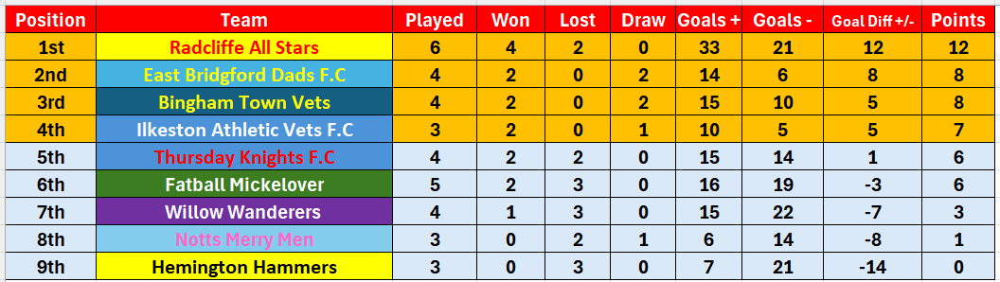 Position Team Played Won Lost Draw Goals + Goals - Goal Diff +/- Points
1st Radcliffe All Stars 6 4 2 0 33 21 12 12
2nd East Bridgford Dads F.C 4 2 0 2 14 6 8 8
3rd Bingham Town Vets 4 2 0 2 15 10 5 8
4th Ilkeston Athletic Vets F.C 3 2 0 1 10 5 5 7
5th Thursday Knights F.C 4 2 2 0 15 14 1 6
6th Fatball Mickelover 5 2 3 0 16 19 -3 6
7th Willow Wanderers 4 1 3 0 15 22 -7 3
8th Notts Merry Men 3 0 2 1 6 14 -8 1
9th Hemington Hammers 3 0 3 0 7 21 -14 0